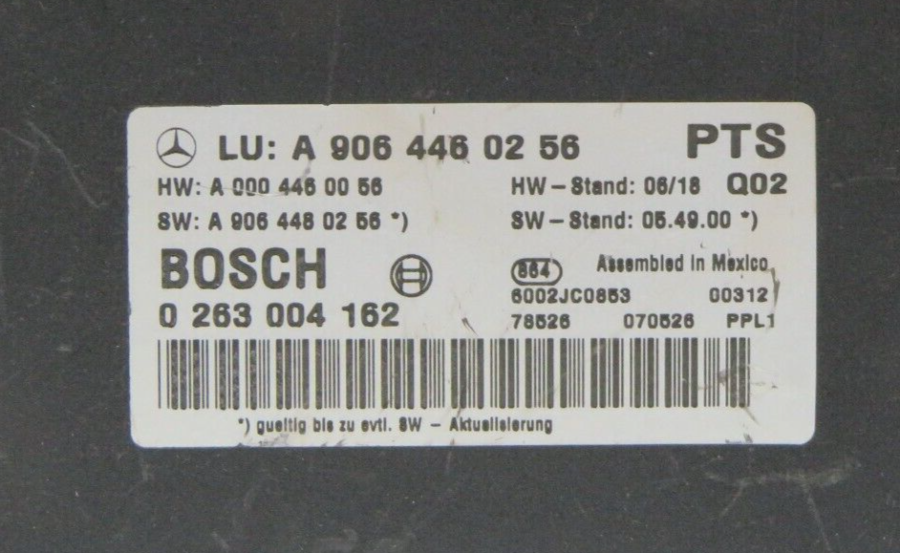 LU: A 906 446 02 56 PTS
HW: A 000 446 00 56 HW-Stand: 06/18 Q02
SW: A 906 446 02 56 *) SW-Stand: 05.49.00 *)
BOSCH 864 Assembled in Mexico
6002JC0853 00312
0 263 004 162 78526 070526 PPL1
*) gueltig bis zu evtl. SW - Aktualisierung